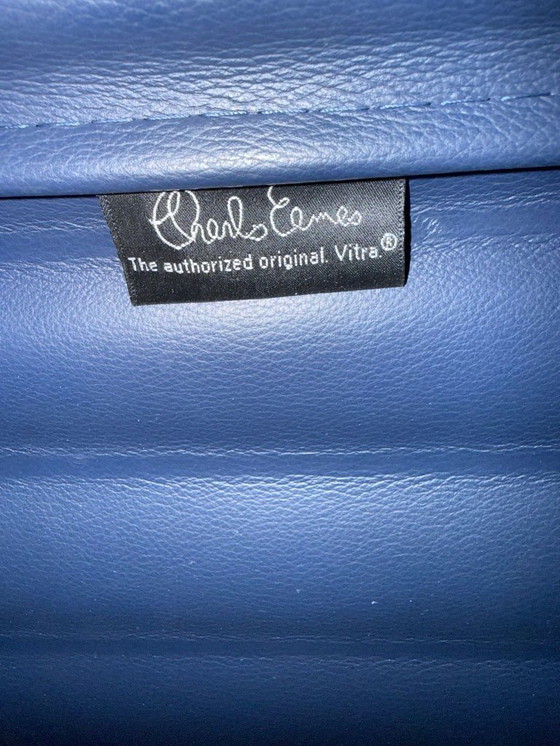 Charles Eames
The authorized original. Vitra.®